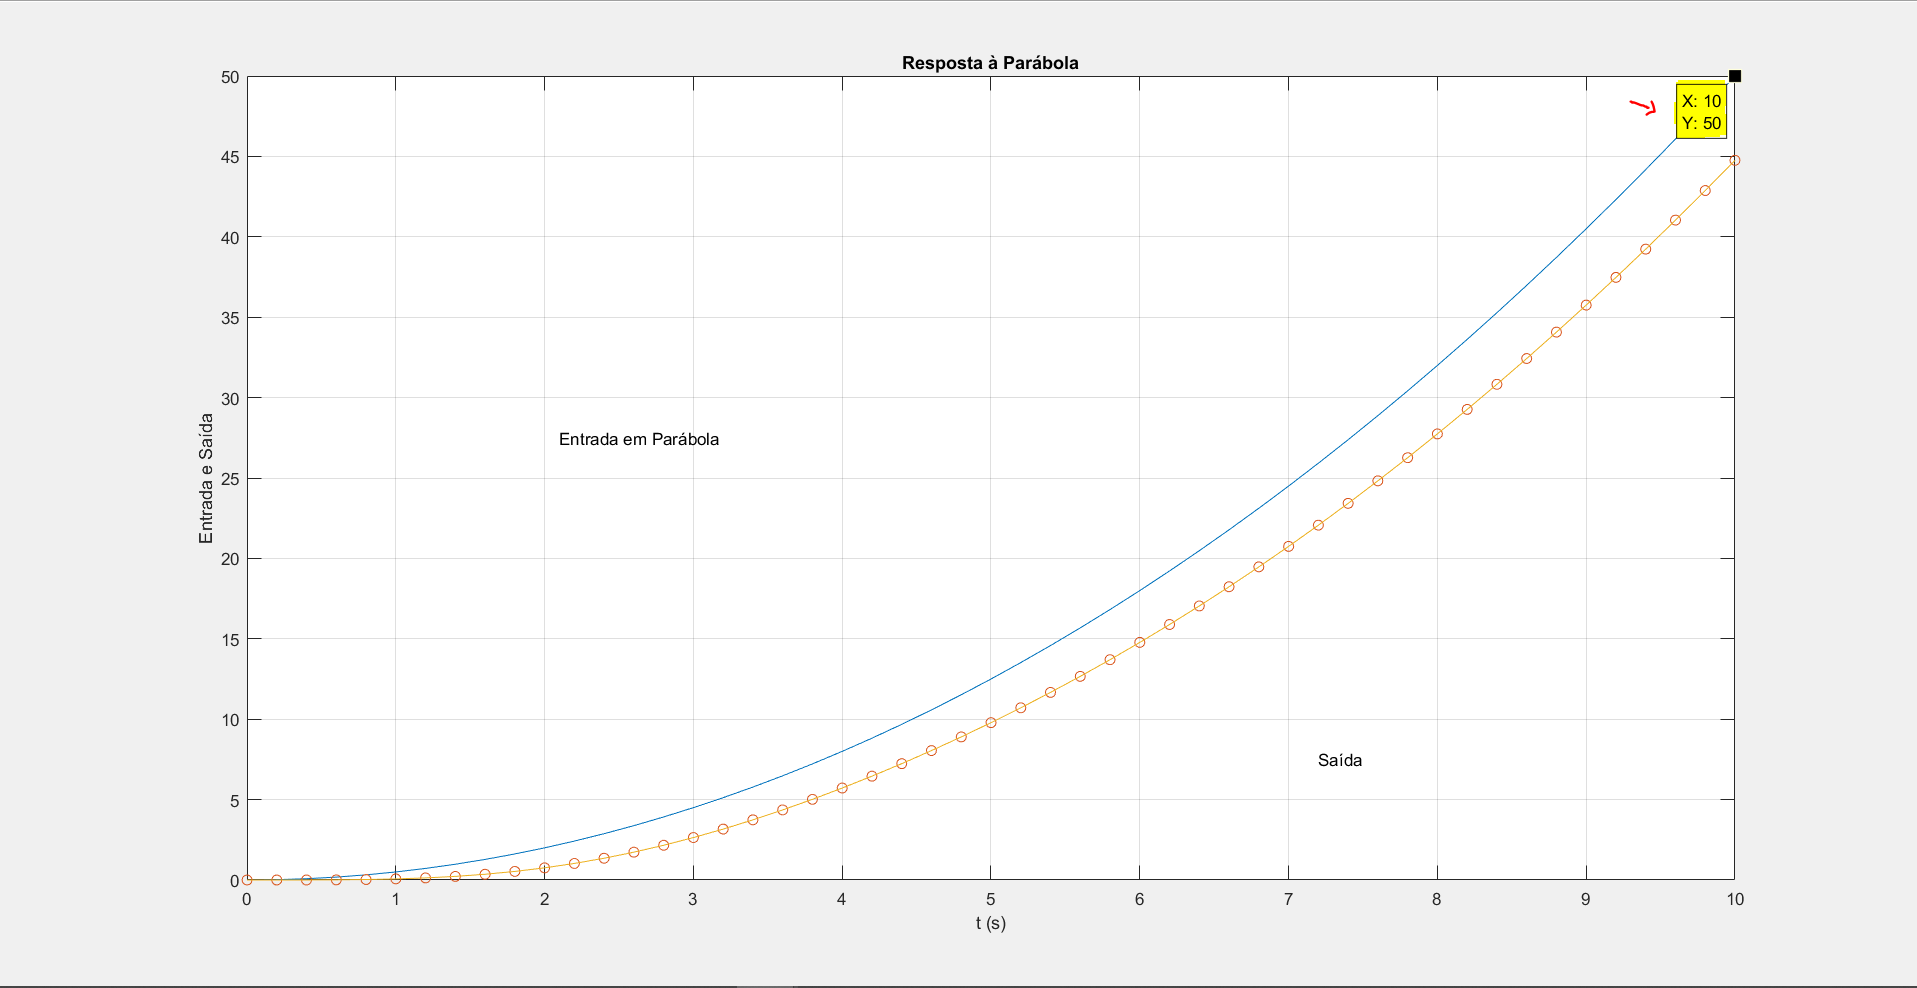 Resposta à Parábola
50
X: 10
Y: 50
45
40
35
30
Entrada em Parábola
25
20
15
10
Saída
5
0
Entrada e Saída
0 1 2 3 4 5 6 7 8 9 10
t (s)